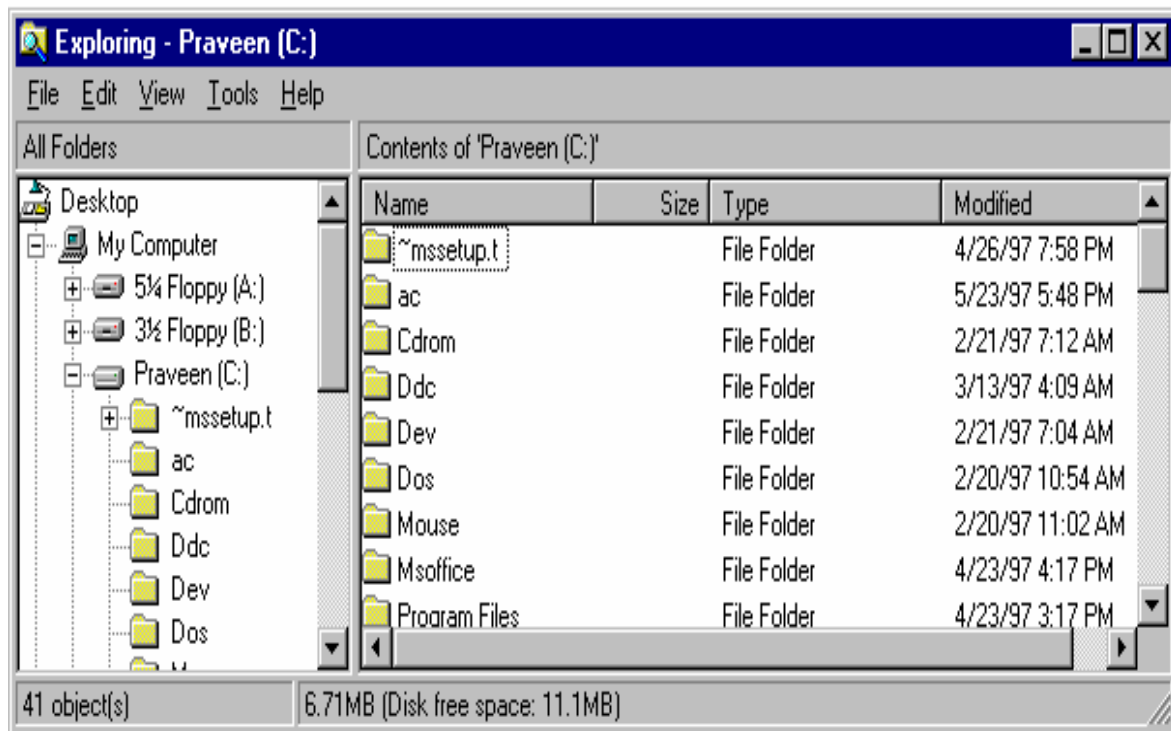 Exploring - Praveen (C:)
File Edit View Tools Help
All Folders
Contents of 'Praveen (C:)'
Desktop
My Computer
5¼ Floppy (A:)
3½ Floppy (B:)
Praveen (C:)
~mssetup.t
ac
Cdrom
Ddc
Dev
Dos
Name Size Type Modified
~mssetup.t File Folder 4/26/97 7:58 PM
ac File Folder 5/23/97 5:48 PM
Cdrom File Folder 2/21/97 7:12 AM
Ddc File Folder 3/13/97 4:09 AM
Dev File Folder 2/21/97 7:04 AM
Dos File Folder 2/20/97 10:54 AM
Mouse File Folder 2/20/97 11:02 AM
Msoffice File Folder 4/23/97 4:17 PM
Program Files File Folder 4/23/97 3:17 PM
41 object(s)
6.71MB (Disk free space: 11.1MB)